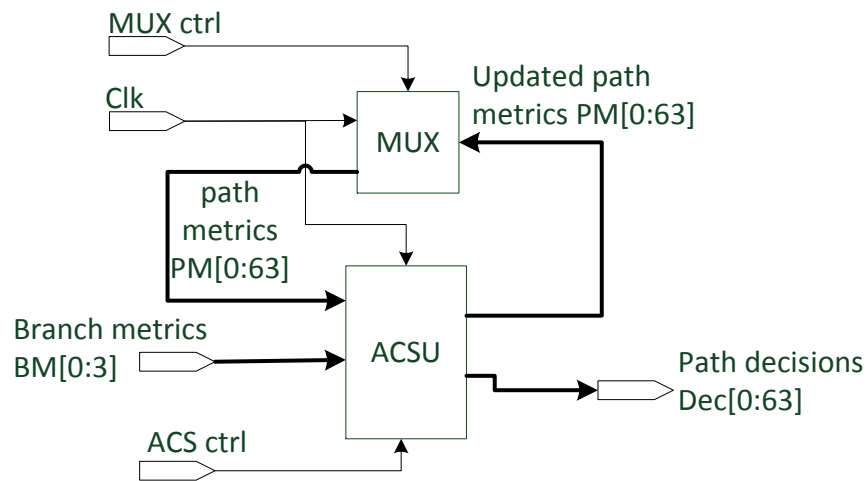 MUX ctrl
Clk
Updated path
metrics PM[0:63]
MUX
path
metrics
PM[0:63]
Branch metrics
BM[0:3]
ACSU
Path decisions
Dec[0:63]
ACS ctrl